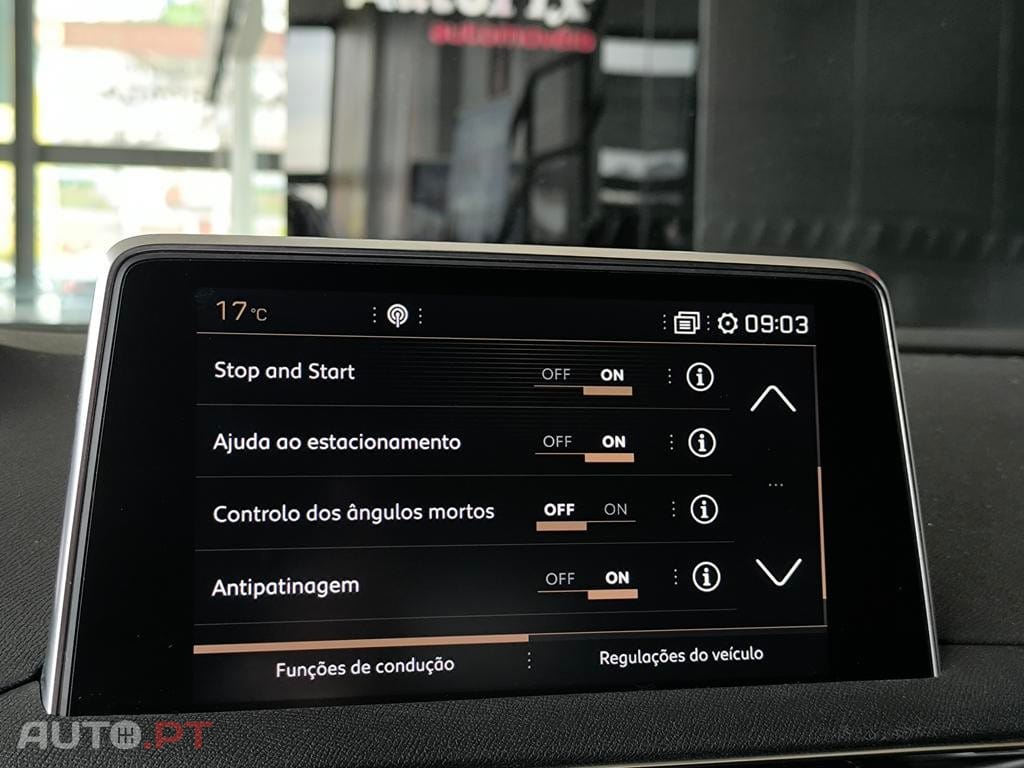 automóveis
17°C
09:03
Stop and Start OFF ON
Ajuda ao estacionamento OFF ON
Controlo dos ângulos mortos OFF ON
Antipatinagem OFF ON
Funções de condução Regulações do veículo
AUTO.PT